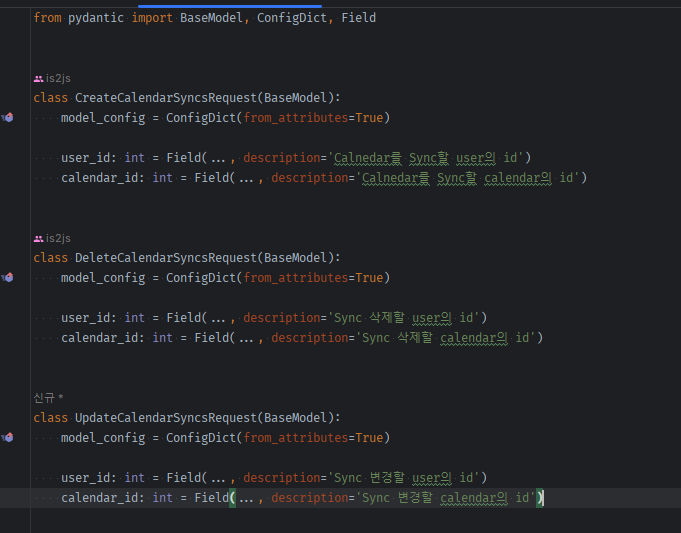 from pydantic import BaseModel, ConfigDict, Field
is2js
class CreateCalendarSyncsRequest(BaseModel):
model_config = ConfigDict(from_attributes=True)
user_id: int = Field(..., description='Calnedar를 Sync할 user의 id')
calendar_id: int = Field(..., description='Calnedar를 Sync할 calendar의 id')
is2js
class DeleteCalendarSyncsRequest(BaseModel):
model_config = ConfigDict(from_attributes=True)
user_id: int = Field(..., description='Sync 삭제할 user의 id')
calendar_id: int = Field(..., description='Sync 삭제할 calendar의 id')
신규 *
class UpdateCalendarSyncsRequest(BaseModel):
model_config = ConfigDict(from_attributes=True)
user_id: int = Field(..., description='Sync 변경할 user의 id')
calendar_id: int = Field(..., description='Sync 변경할 calendar의 id')